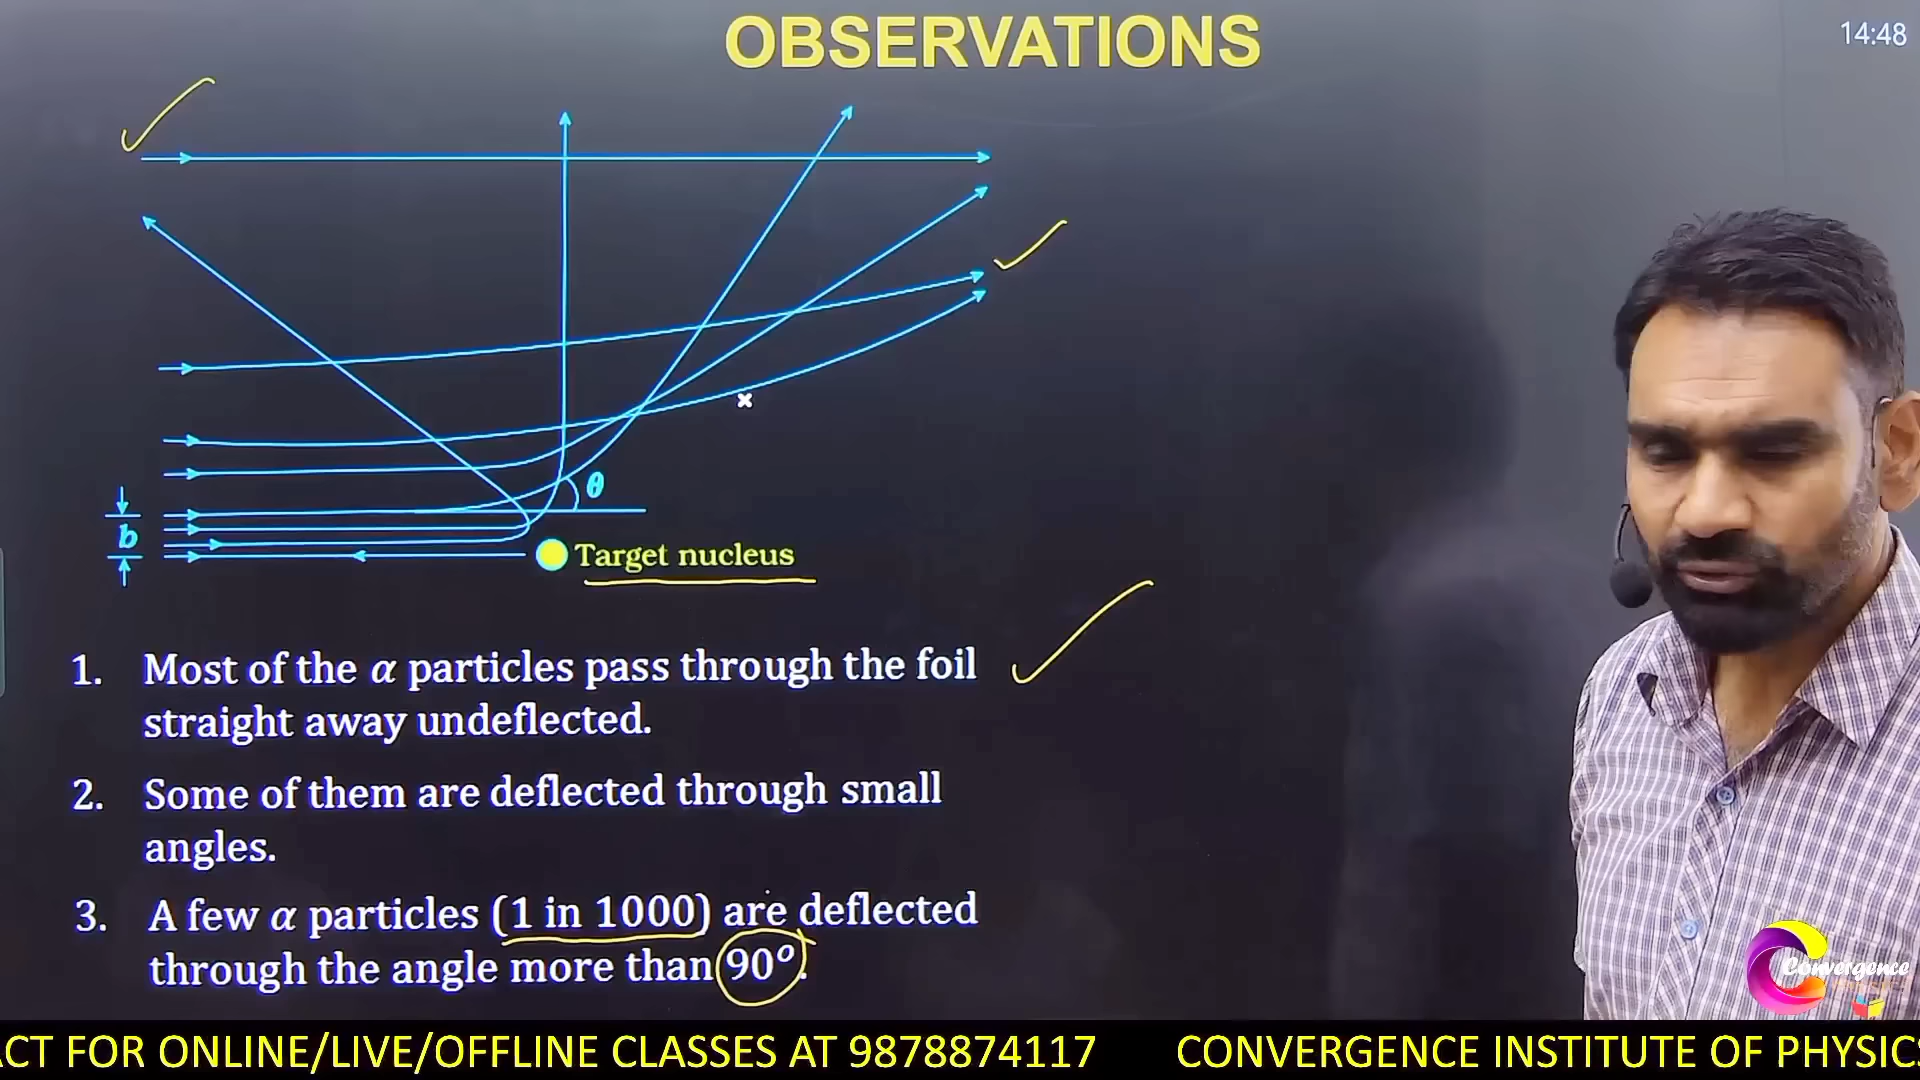 OBSERVATIONS
14:48
θ
b
Target nucleus
1. Most of the α particles pass through the foil
straight away undeflected.
2. Some of them are deflected through small
angles.
3. A few α particles (1 in 1000) are deflected
through the angle more than 90°.
Convergence
ACT FOR ONLINE/LIVE/OFFLINE CLASSES AT 9878874117 CONVERGENCE INSTITUTE OF PHYSICS